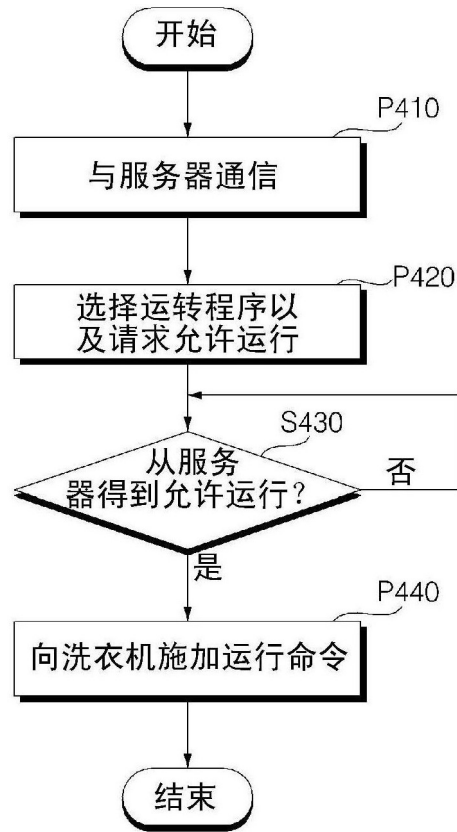 开始
P410
与服务器通信
P420
选择运转程序以
及请求允许运行
S430
从服务
器得到允许运行？
否
是
P440
向洗衣机施加运行命令
结束